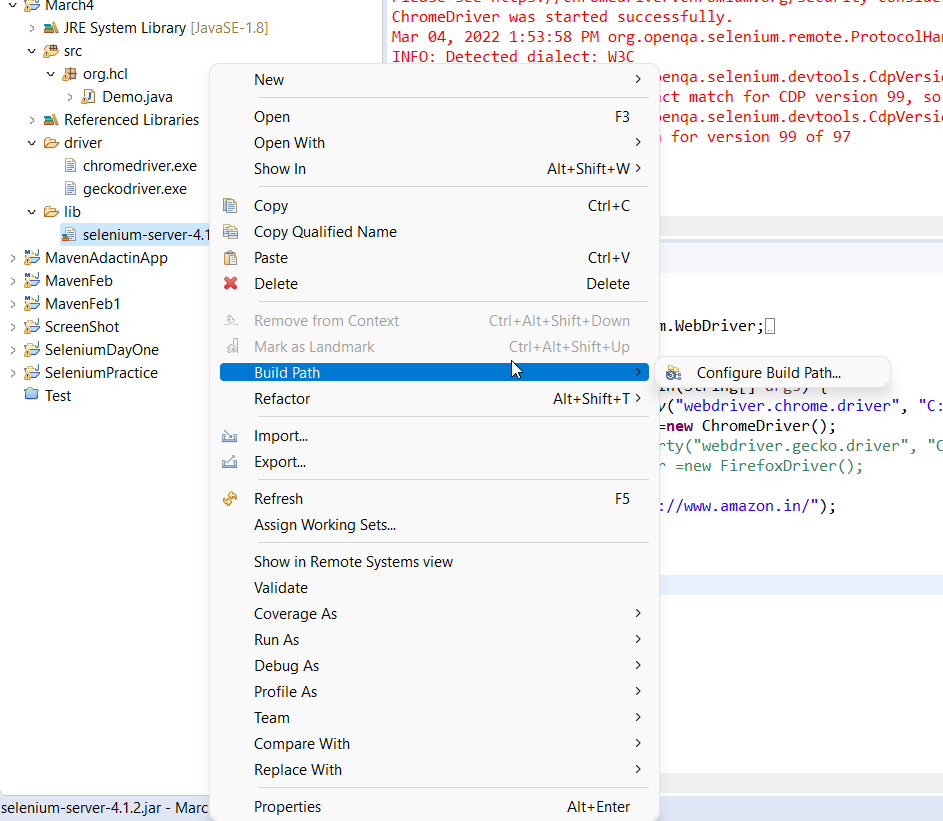 March4
JRE System Library [JavaSE-1.8]
src
org.hcl
Demo.java
Referenced Libraries
driver
chromedriver.exe
geckodriver.exe
lib
selenium-server-4.1
MavenAdactinApp
MavenFeb
MavenFeb1
ScreenShot
SeleniumDayOne
SeleniumPractice
Test
selenium-server-4.1.2.jar - Marc
ChromeDriver was started successfully.
Mar 04, 2022 1:53:58 PM org.openqa.selenium.remote.ProtocolHan
INFO: Detected dialect: W3C
penqa.selenium.devtools.CdpVersio
act match for CDP version 99, so
penqa.selenium.devtools.CdpVersio
for version 99 of 97
New
Open F3
Open With
Show In Alt+Shift+W
Copy Ctrl+C
Copy Qualified Name
Paste Ctrl+V
Delete Delete
Remove from Context Ctrl+Alt+Shift+Down
Mark as Landmark Ctrl+Alt+Shift+Up
Build Path
Refactor Alt+Shift+T
Import...
Export...
Refresh F5
Assign Working Sets...
Show in Remote Systems view
Validate
Coverage As
Run As
Debug As
Profile As
Team
Compare With
Replace With
Properties Alt+Enter
Configure Build Path...
m.WebDriver;
in(String[] args) {
y("webdriver.chrome.driver", "C:
=new ChromeDriver();
rty("webdriver.gecko.driver", "C
r =new FirefoxDriver();
://www.amazon.in/");